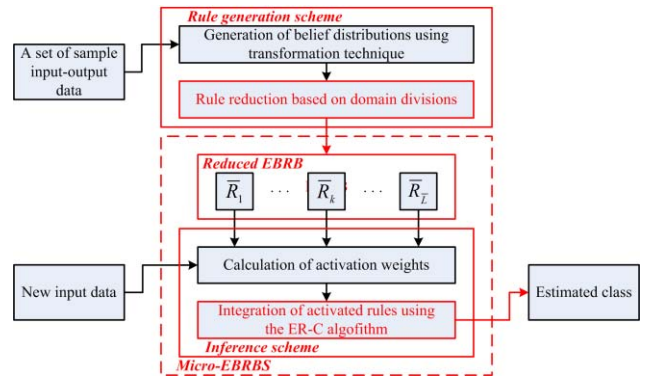 Rule generation scheme
A set of sample
input-output
data
Generation of belief distributions using
transformation technique
Rule reduction based on domain divisions
Reduced EBRB
R̅₁ ... R̅ₖ ... R̅_L̅
New input data
Calculation of activation weights
Integration of activated rules using
the ER-C algofithm
Estimated class
Inference scheme
Micro-EBRBS